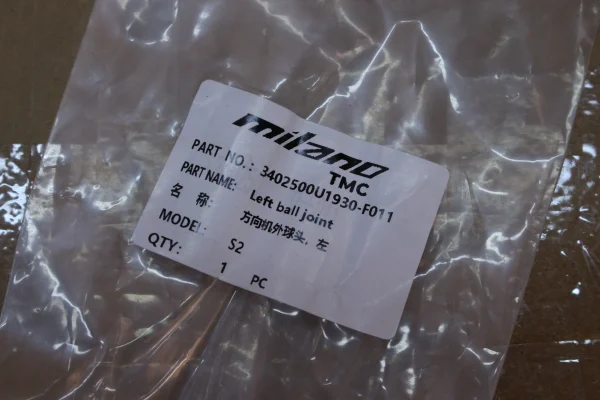 milano
TMC
PART NO.: 3402500U1930-F011
PART NAME: Left ball joint
名 称: 方向机外球头，左
MODEL: S2
QTY: 1 PC